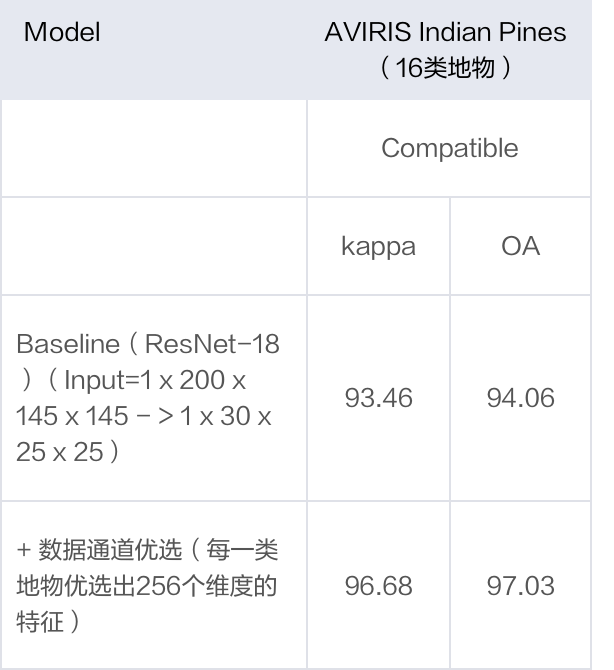 Model
AVIRIS Indian Pines
（16类地物）
Compatible
kappa
OA
Baseline（ResNet-18
）（Input=1 x 200 x
145 x 145 - > 1 x 30 x
25 x 25）
93.46
94.06
+ 数据通道优选（每一类
地物优选出256个维度的
特征）
96.68
97.03